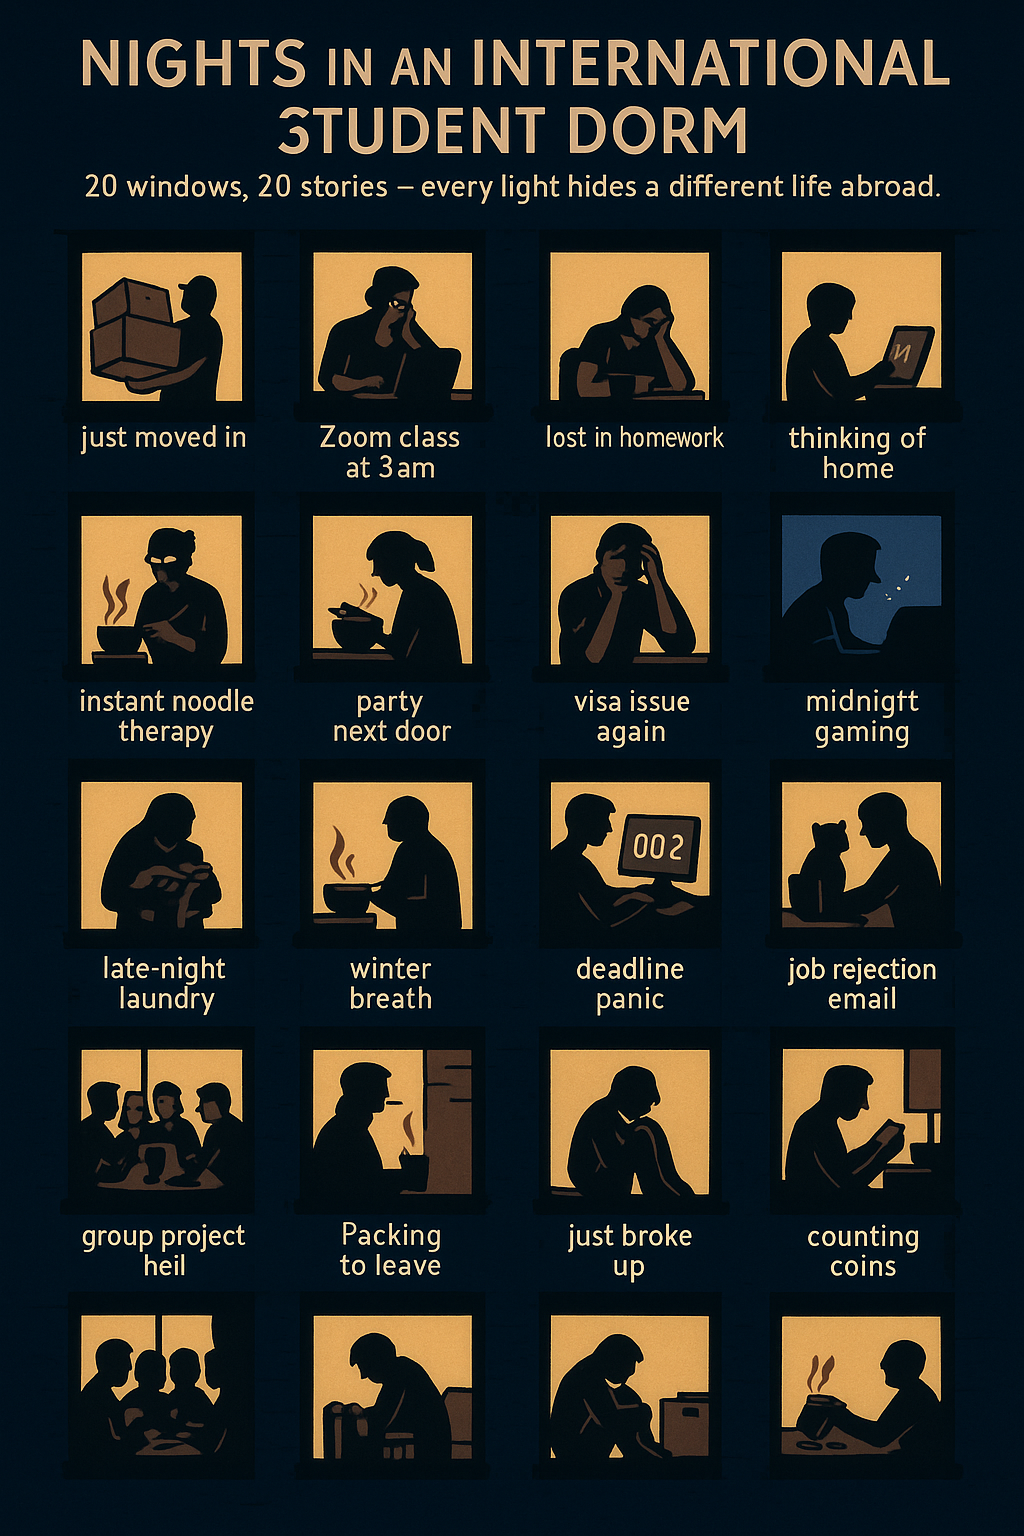 NIGHTS IN AN INTERNATIONAL
STUDENT DORM
20 windows, 20 stories – every light hides a different life abroad.
just moved in
Zoom class
at 3am
lost in homework
thinking of
home
instant noodle
therapy
party
next door
visa issue
again
midnigtt
gaming
late-night
laundry
winter
breath
002
deadline
panic
job rejection
email
group project
heil
Packing
to leave
just broke
up
counting
coins